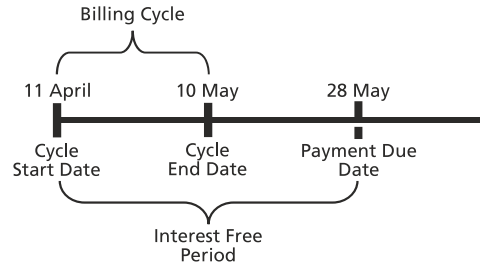 Billing Cycle
11 April
10 May
28 May
Cycle
Start Date
Cycle
End Date
Payment Due
Date
Interest Free
Period